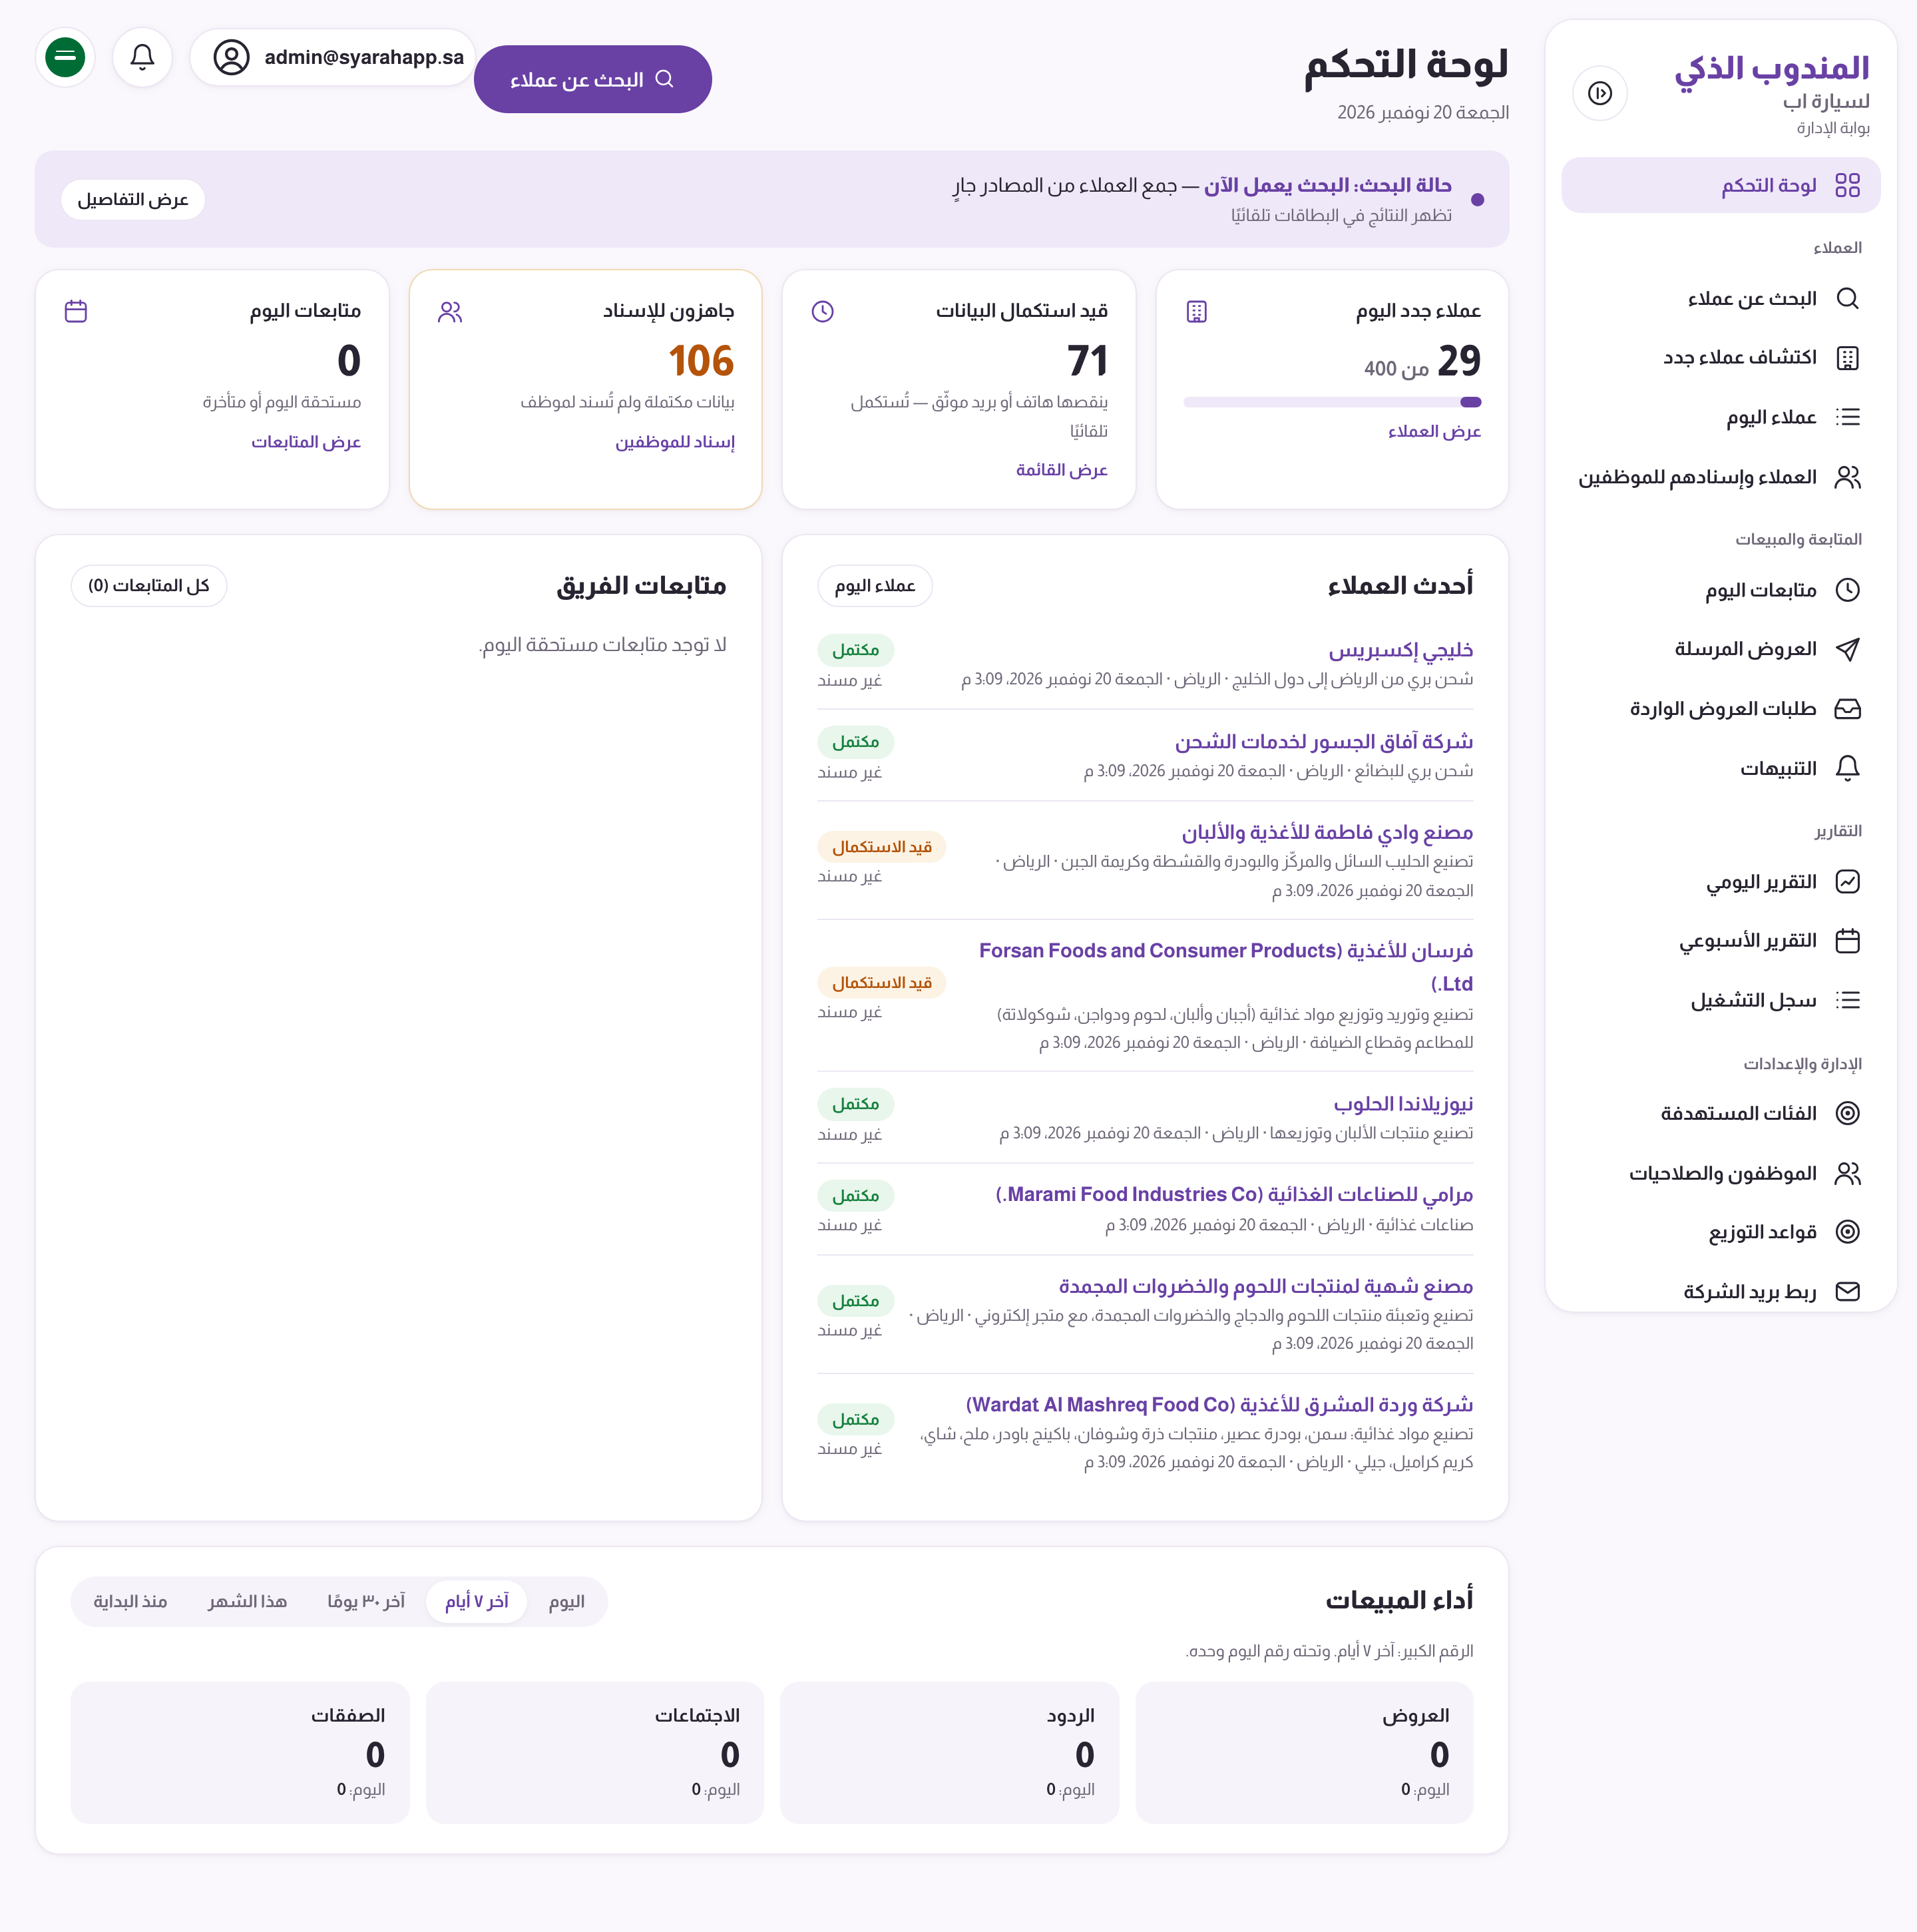 المندوب الذكي
لسيارة اب
بوابة الإدارة
لوحة التحكم
العملاء
البحث عن عملاء
اكتشاف عملاء جدد
عملاء اليوم
العملاء وإسنادهم للموظفين
المتابعة والمبيعات
متابعات اليوم
العروض المرسلة
طلبات العروض الواردة
التنبيهات
التقارير
التقرير اليومي
التقرير الأسبوعي
سجل التشغيل
الإدارة والإعدادات
الفئات المستهدفة
الموظفون والصلاحيات
قواعد التوزيع
ربط بريد الشركة
لوحة التحكم
الجمعة 20 نوفمبر 2026
البحث عن عملاء
admin@syarahapp.sa
حالة البحث: البحث يعمل الآن — جمع العملاء من المصادر جارٍ
تظهر النتائج في البطاقات تلقائيًا
عرض التفاصيل
عملاء جدد اليوم
29 من 400
عرض العملاء
قيد استكمال البيانات
71
ينقصها هاتف أو بريد موثّق — تُستكمل
تلقائيًا
عرض القائمة
جاهزون للإسناد
106
بيانات مكتملة ولم تُسند لموظف
إسناد للموظفين
متابعات اليوم
0
مستحقة اليوم أو متأخرة
عرض المتابعات
أحدث العملاء
عملاء اليوم
خليجي إكسبريس
شحن بري من الرياض إلى دول الخليج · الرياض · الجمعة 20 نوفمبر 2026، 3:09 م
مكتمل
غير مسند
شركة آفاق الجسور لخدمات الشحن
شحن بري للبضائع · الرياض · الجمعة 20 نوفمبر 2026، 3:09 م
مكتمل
غير مسند
مصنع وادي فاطمة للأغذية والألبان
تصنيع الحليب السائل والمركّز والبودرة والقشطة وكريمة الجبن · الرياض ·
الجمعة 20 نوفمبر 2026، 3:09 م
قيد الاستكمال
غير مسند
فرسان للأغذية (Forsan Foods and Consumer Products
Ltd.)
تصنيع وتوريد وتوزيع مواد غذائية (أجبان وألبان، لحوم ودواجن، شوكولاتة)
للمطاعم وقطاع الضيافة · الرياض · الجمعة 20 نوفمبر 2026، 3:09 م
قيد الاستكمال
غير مسند
نيوزيلاندا الحلوب
تصنيع منتجات الألبان وتوزيعها · الرياض · الجمعة 20 نوفمبر 2026، 3:09 م
مكتمل
غير مسند
مرامي للصناعات الغذائية (Marami Food Industries Co.)
صناعات غذائية · الرياض · الجمعة 20 نوفمبر 2026، 3:09 م
مكتمل
غير مسند
مصنع شهية لمنتجات اللحوم والخضروات المجمدة
تصنيع وتعبئة منتجات اللحوم والدجاج والخضروات المجمدة، مع متجر إلكتروني · الرياض ·
الجمعة 20 نوفمبر 2026، 3:09 م
مكتمل
غير مسند
شركة وردة المشرق للأغذية (Wardat Al Mashreq Food Co)
تصنيع مواد غذائية: سمن، بودرة عصير، منتجات ذرة وشوفان، باكينج باودر، ملح، شاي،
كريم كراميل، جيلي · الرياض · الجمعة 20 نوفمبر 2026، 3:09 م
مكتمل
غير مسند
متابعات الفريق
كل المتابعات (0)
لا توجد متابعات مستحقة اليوم.
أداء المبيعات
اليوم
آخر ٧ أيام
آخر ٣٠ يومًا
هذا الشهر
منذ البداية
الرقم الكبير: آخر ٧ أيام. وتحته رقم اليوم وحده.
العروض
0
اليوم: 0
الردود
0
اليوم: 0
الاجتماعات
0
اليوم: 0
الصفقات
0
اليوم: 0